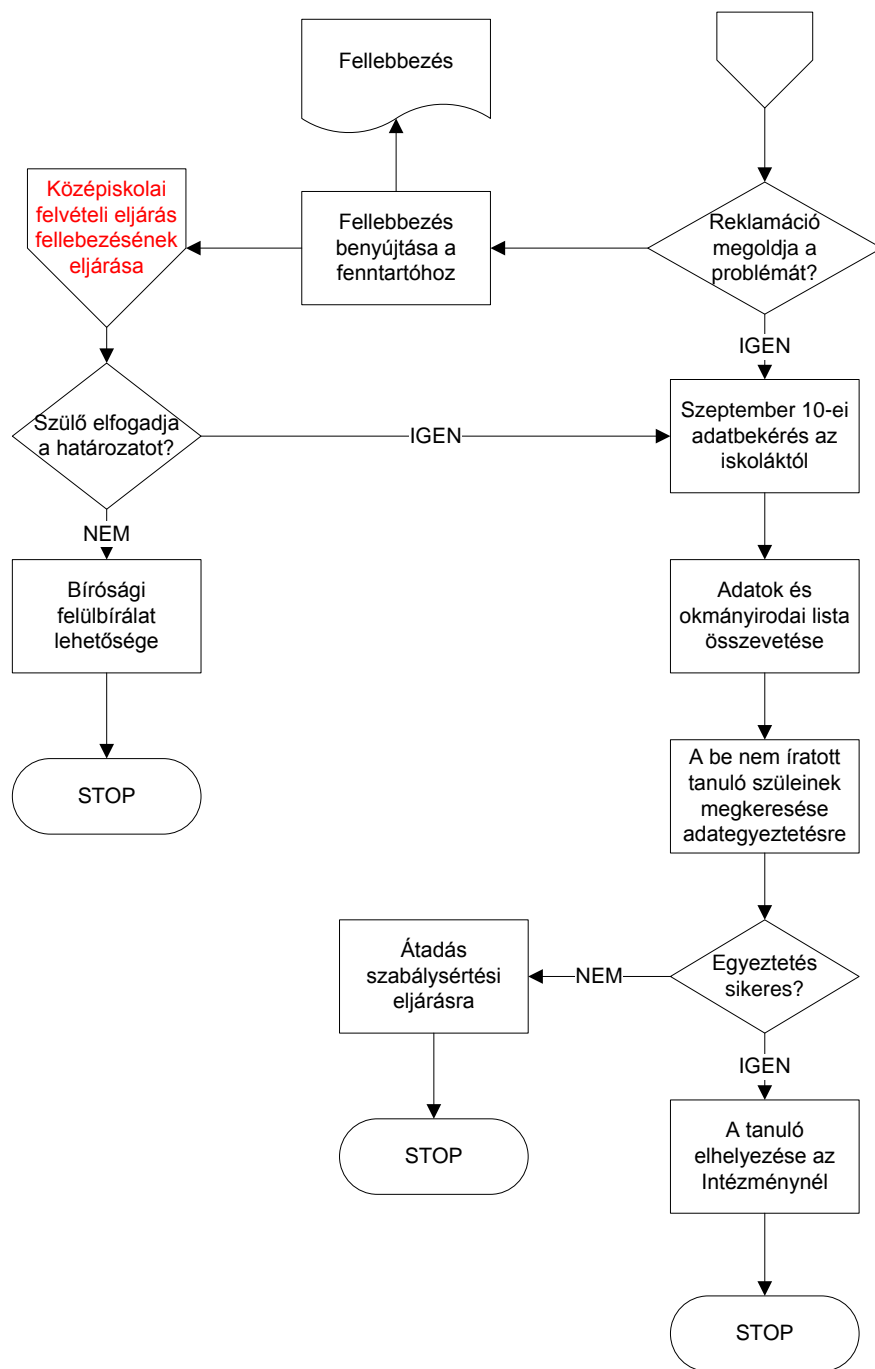 Fellebbezés
Középiskolai
felvételi eljárás
fellebezésének
eljárása
Fellebbezés
benyújtása a
fenntartóhoz
Reklamáció
megoldja a
problémát?
IGEN
Szülő elfogadja
a határozatot?
IGEN
Szeptember 10-ei
adatbekérés az
iskoláktól
NEM
Bírósági
felülbírálat
lehetősége
Adatok és
okmányirodai lista
összevetése
STOP
A be nem íratott
tanuló szüleinek
megkeresése
adategyeztetésre
Átadás
szabálysértési
eljárásra
NEM
Egyeztetés
sikeres?
IGEN
STOP
A tanuló
elhelyezése az
Intézménynél
STOP